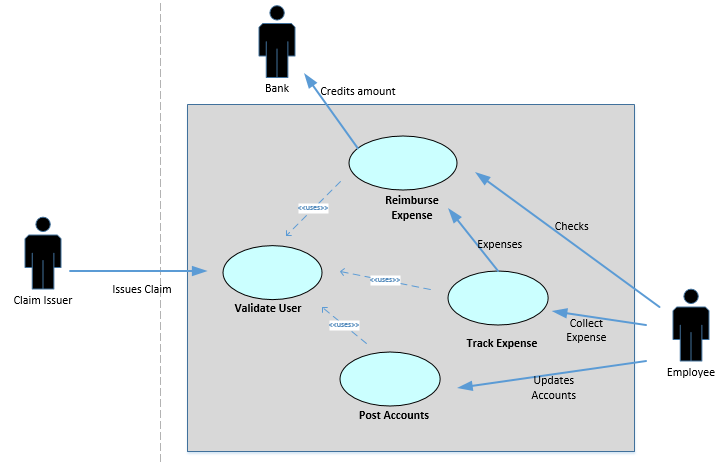 Bank
Credits amount
Reimburse
Expense
<<uses>>
Checks
Expenses
Claim Issuer
Issues Claim
Validate User
<<uses>>
Track Expense
Collect
Expense
<<uses>>
Employee
Updates
Accounts
Post Accounts